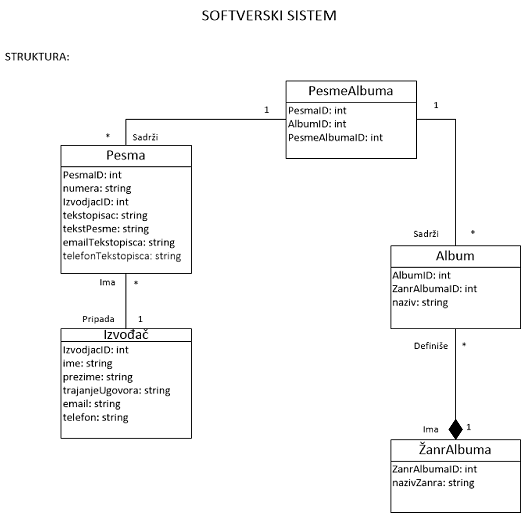 SOFTVERSKI SISTEM
STRUKTURA:
PesmeAlbuma
PesmaID: int
AlbumID: int
PesmeAlbumaID: int
1
1
*
Sadrži
Pesma
PesmaID: int
numera: string
IzvodjacID: int
tekstopisac: string
tekstPesme: string
emailTekstopisca: string
telefonTekstopisca: string
Sadrži
*
Album
AlbumID: int
ZanrAlbumaID: int
naziv: string
Ima
*
Pripada
1
Izvođač
IzvodjacID: int
ime: string
prezime: string
trajanjeUgovora: string
email: string
telefon: string
Definiše
*
Ima
1
ŽanrAlbuma
ZanrAlbumaID: int
nazivZanra: string